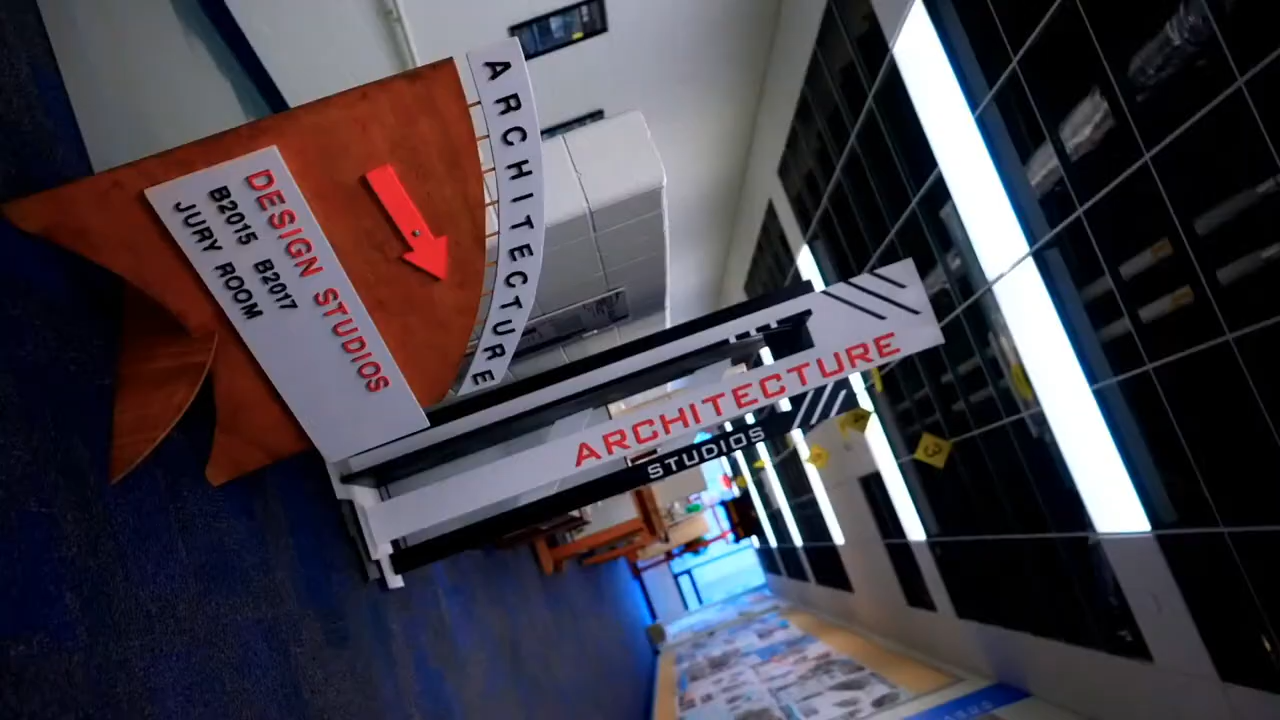 ARCHITECTURE
DESIGN STUDIOS
B2015 B2017
JURY ROOM
ARCHITECTURE
STUDIOS
3